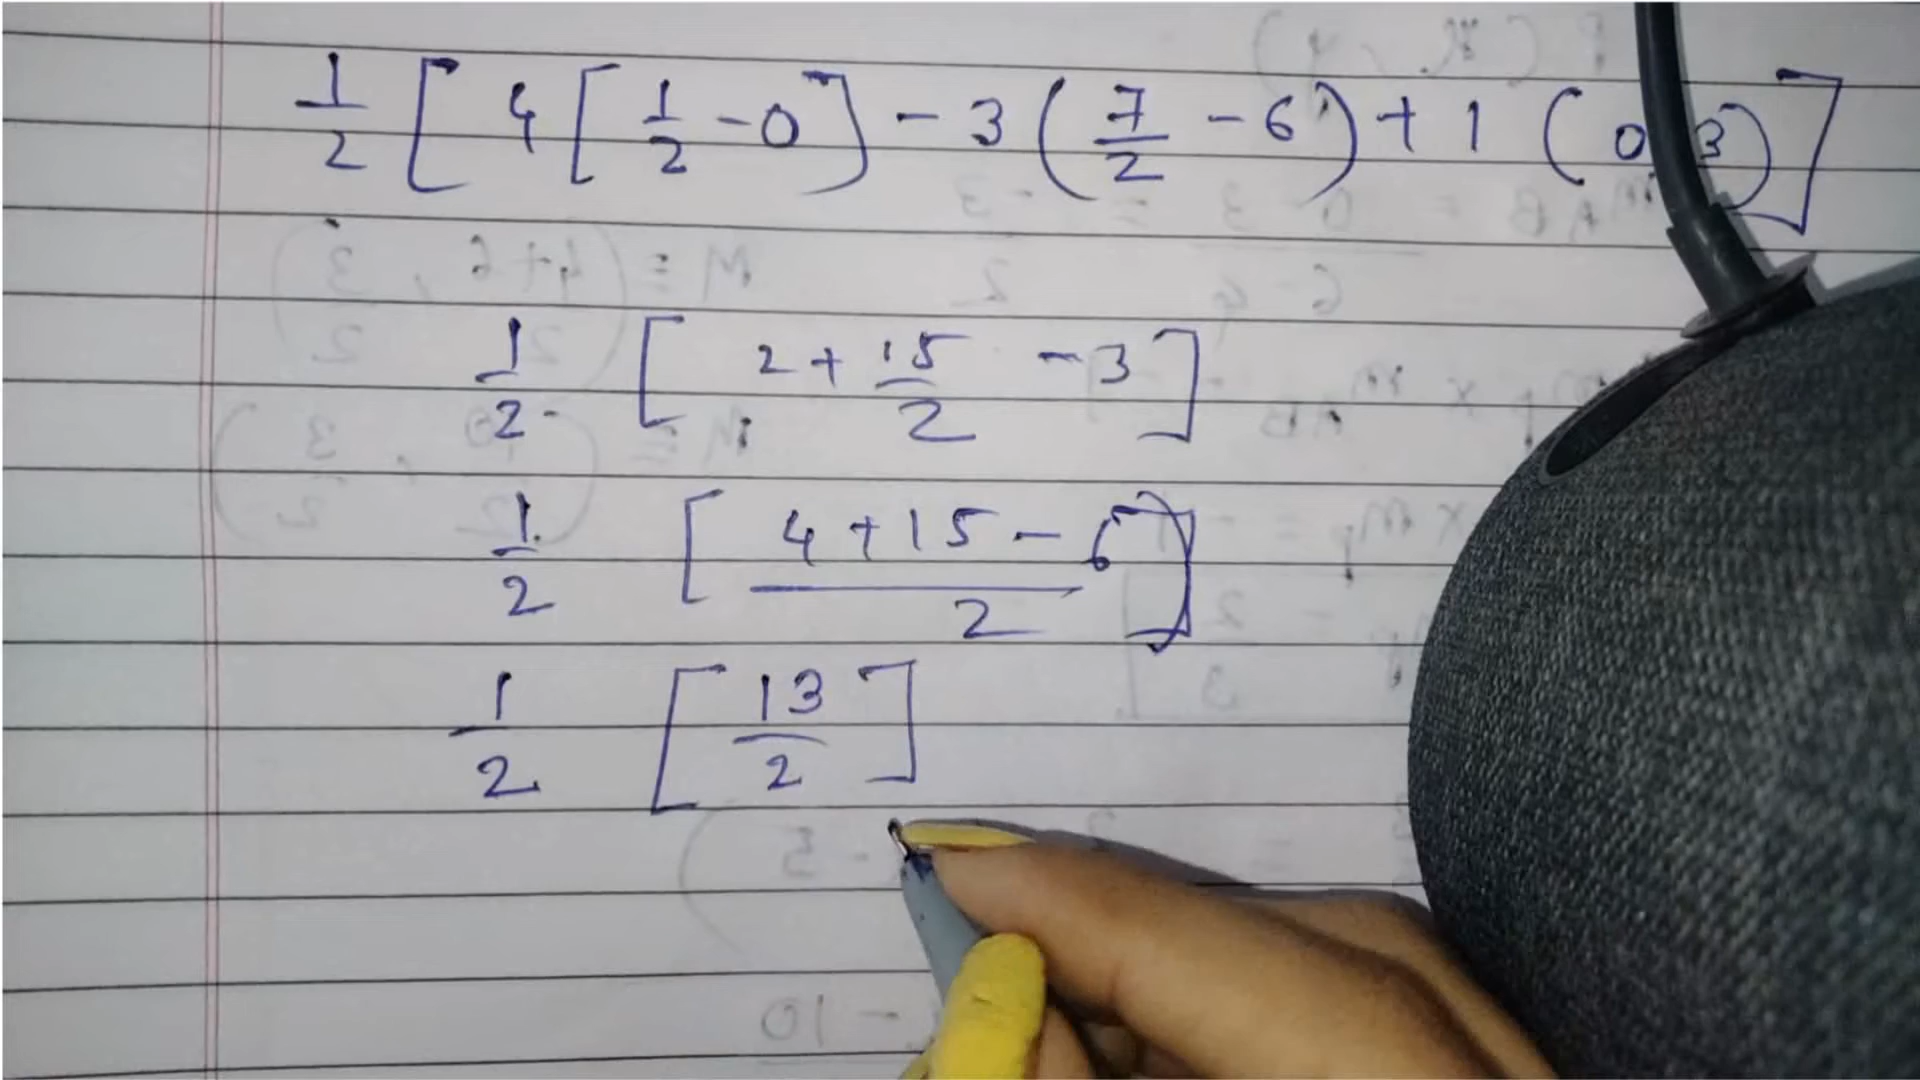 1/2 [ 4 [ 1/2 - 0 ] - 3 ( 7/2 - 6 ) + 1 ( 0 3 ) ]
1/2 [ 2 + 15/2 - 3 ]
1/2 [ (4 + 15 - 6)/2 ]
1/2 [ 13/2 ]